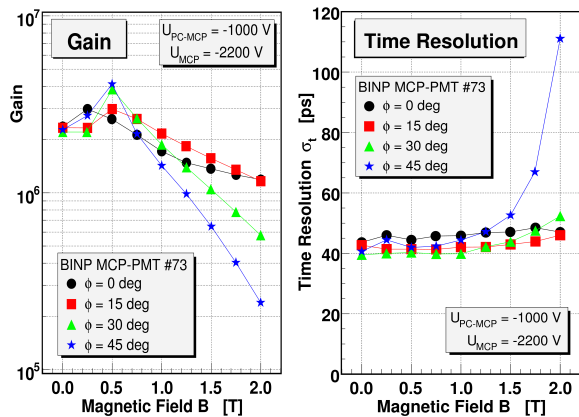 Gain
U_PC-MCP = -1000 V
U_MCP = -2200 V
10^7
10^6
10^5
Gain
BINP MCP-PMT #73
ϕ = 0 deg
ϕ = 15 deg
ϕ = 30 deg
ϕ = 45 deg
0.0 0.5 1.0 1.5 2.0
Magnetic Field B [T]
Time Resolution
120
100
80
60
40
20
0
Time Resolution σ_t [ps]
BINP MCP-PMT #73
ϕ = 0 deg
ϕ = 15 deg
ϕ = 30 deg
ϕ = 45 deg
U_PC-MCP = -1000 V
U_MCP = -2200 V
0.0 0.5 1.0 1.5 2.0
Magnetic Field B [T]